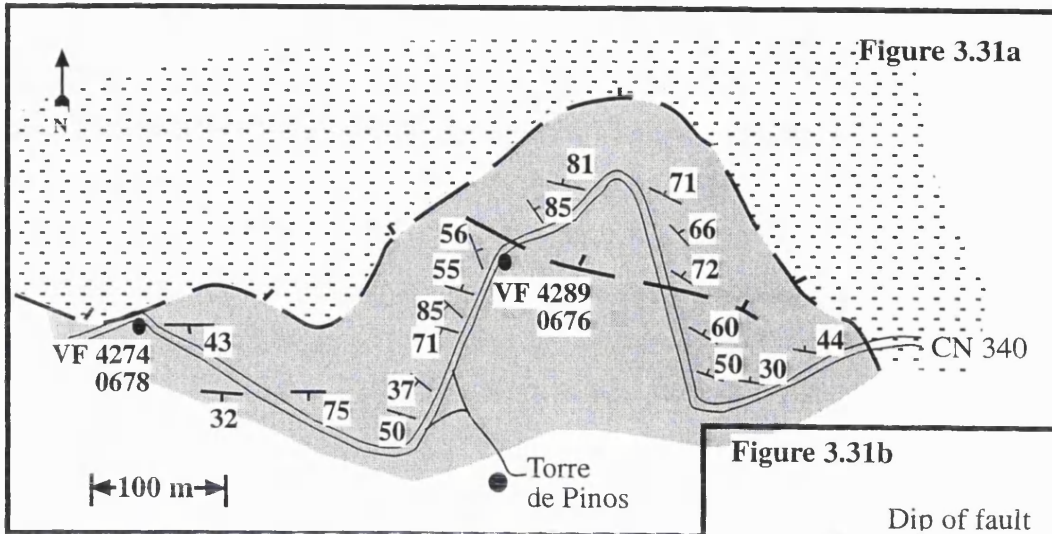 Figure 3.31a
N
81
71
85
56
66
55
72
VF 4289
0676
85
71
60
44
CN 340
43
VF 4274
0678
37
50
30
32
75
50
100 m
Torre
de Pinos
Figure 3.31b
Dip of fault